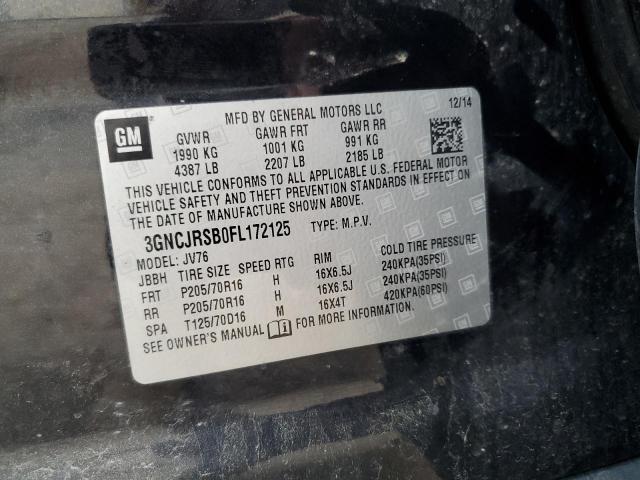 GM
MFD BY GENERAL MOTORS LLC 12/14
GVWR GAWR FRT GAWR RR
1990 KG 1001 KG 991 KG
4387 LB 2207 LB 2185 LB
THIS VEHICLE CONFORMS TO ALL APPLICABLE U.S. FEDERAL MOTOR
VEHICLE SAFETY AND THEFT PREVENTION STANDARDS IN EFFECT ON
THE DATE OF MANUFACTURE SHOWN ABOVE.
3GNCJRSB0FL172125 TYPE: M.P.V.
MODEL: JV76
JBBH TIRE SIZE SPEED RTG RIM COLD TIRE PRESSURE
FRT P205/70R16 H 16X6.5J 240KPA(35PSI)
RR P205/70R16 H 16X6.5J 240KPA(35PSI)
SPA T125/70D16 M 16X4T 420KPA(60PSI)
SEE OWNER'S MANUAL FOR MORE INFORMATION.